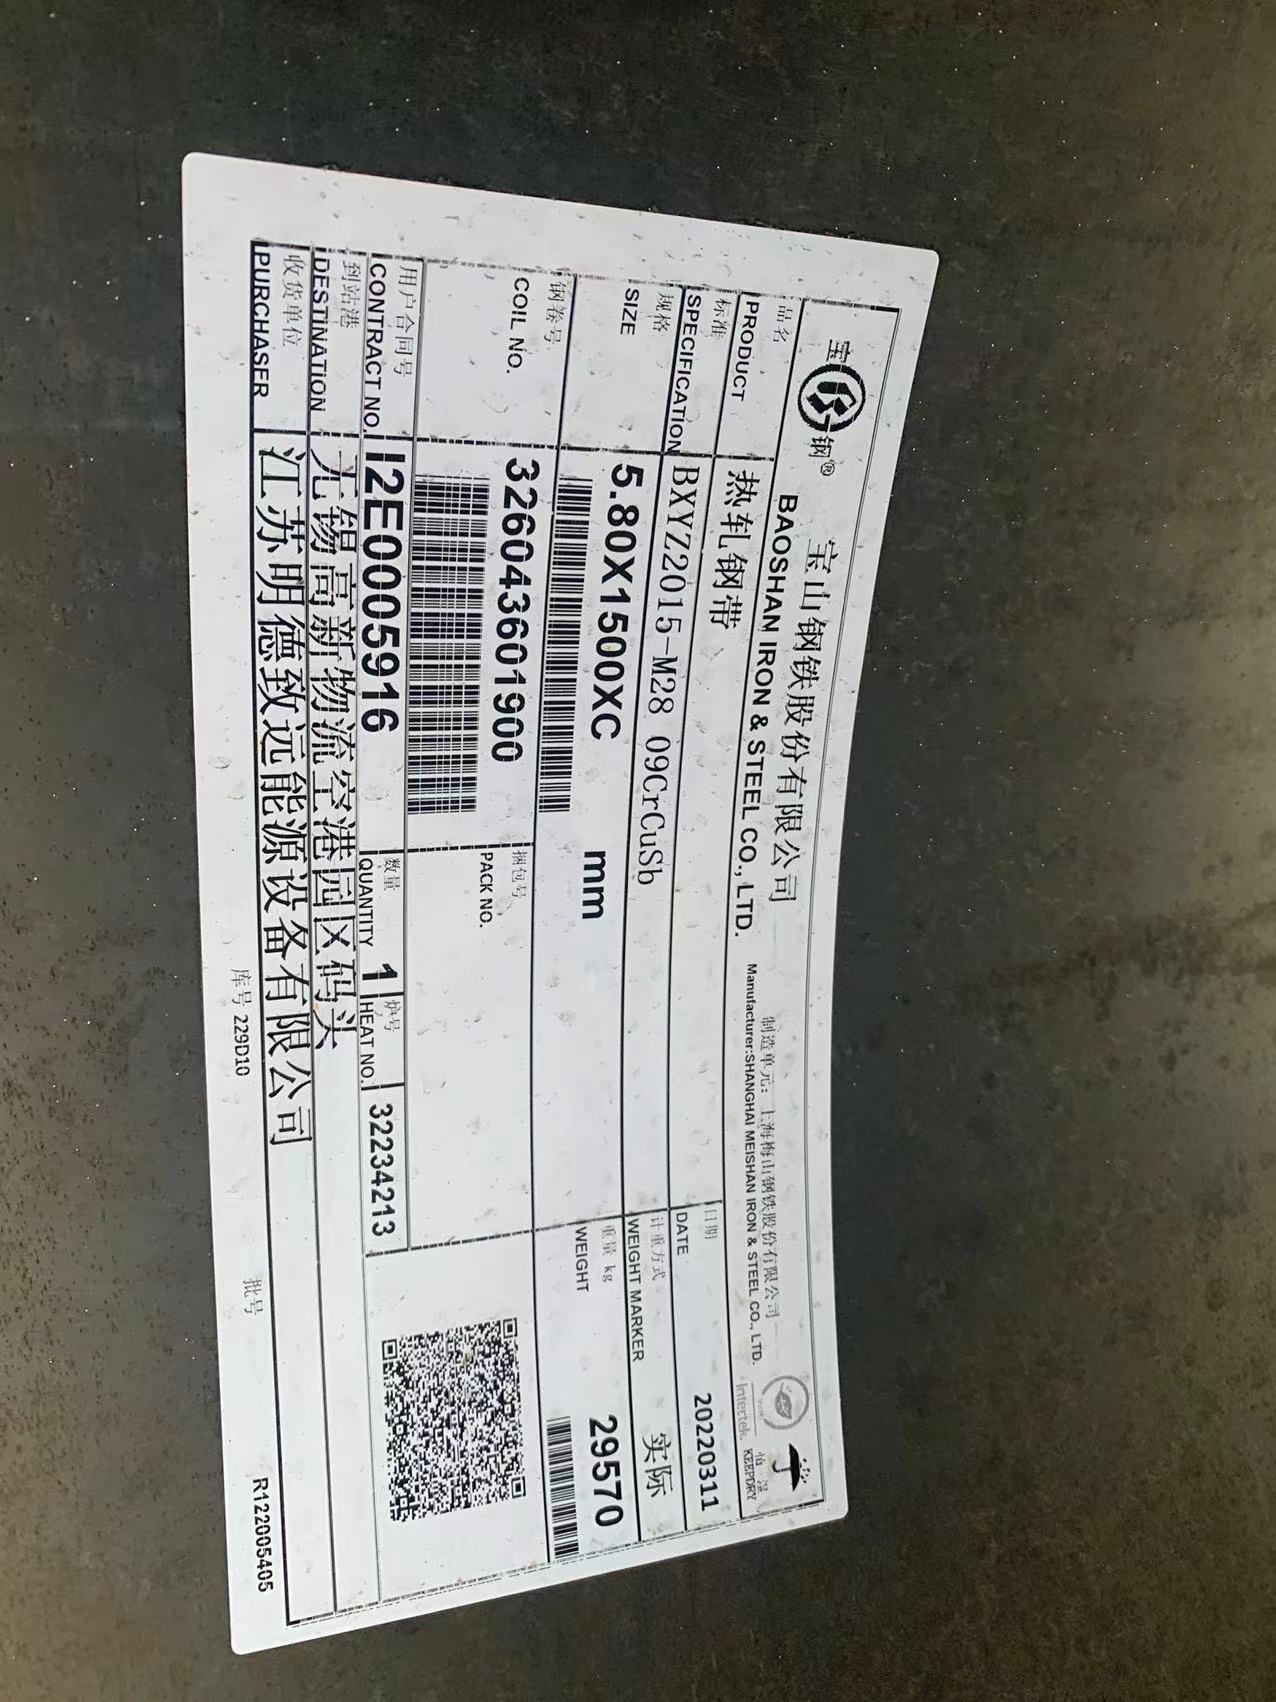 宝钢®
宝山钢铁股份有限公司
BAOSHAN IRON & STEEL CO., LTD.
制造单元：上海梅山钢铁股份有限公司
Manufacturer:SHANGHAI MEISHAN IRON & STEEL CO., LTD.
Intertek
怕湿
KEEPDRY
品名
PRODUCT
热轧钢带
日期
DATE
20220311
标准
SPECIFICATION
BXYZ2015-M28 09CrCuSb
计重方式
WEIGHT MARKER
实际
规格
SIZE
5.80X1500XC mm
重量 kg
WEIGHT
29570
钢卷号
COIL NO.
326043601900
捆包号
PACK NO.
用户合同号
CONTRACT NO.
I2E0005916
数量
QUANTITY
1
炉号
HEAT NO.
32234213
到站港
DESTINATION
无锡高新物流空港园区码头
收货单位
PURCHASER
江苏明德致远能源设备有限公司
库号 229D10
批号
R122005405